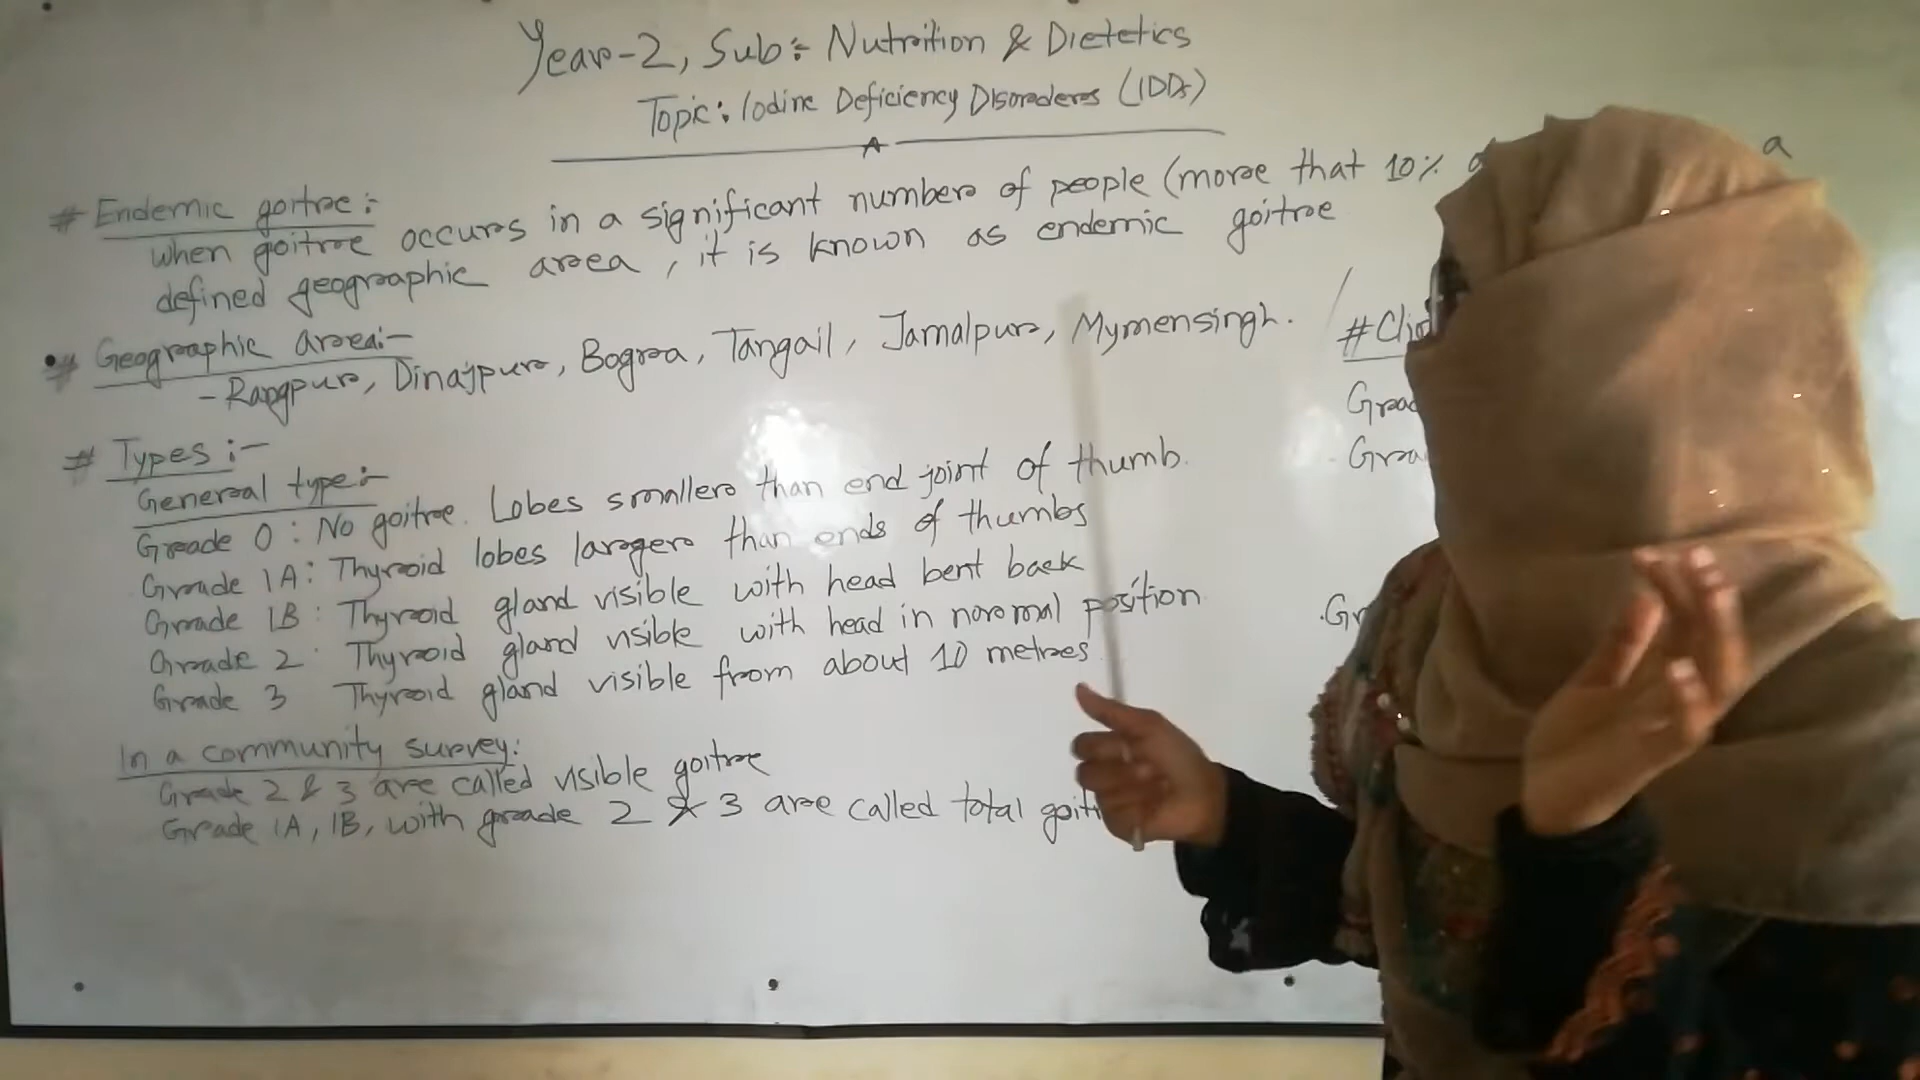 Year-2, Sub: Nutrition & Dietetics
Topic: Iodine Deficiency Disorders (IDDs)
# Endemic goitre:-
when goitre occurs in a significant number of people (more that 10% a
defined geographic area, it is known as endemic goitre
# Geographic area:-
- Rangpur, Dinajpur, Bogra, Tangail, Jamalpur, Mymensingh.
# Types:-
General type:-
Grade 0: No goitre. Lobes smaller than end joint of thumb.
Grade 1A: Thyroid lobes larger than ends of thumbs
Grade 1B: Thyroid gland visible with head bent back
Grade 2: Thyroid gland visible with head in normal position
Grade 3 Thyroid gland visible from about 10 metres
In a community survey:
Grade 2 & 3 are called visible goitre
Grade 1A, 1B, with grade 2 & 3 are called total